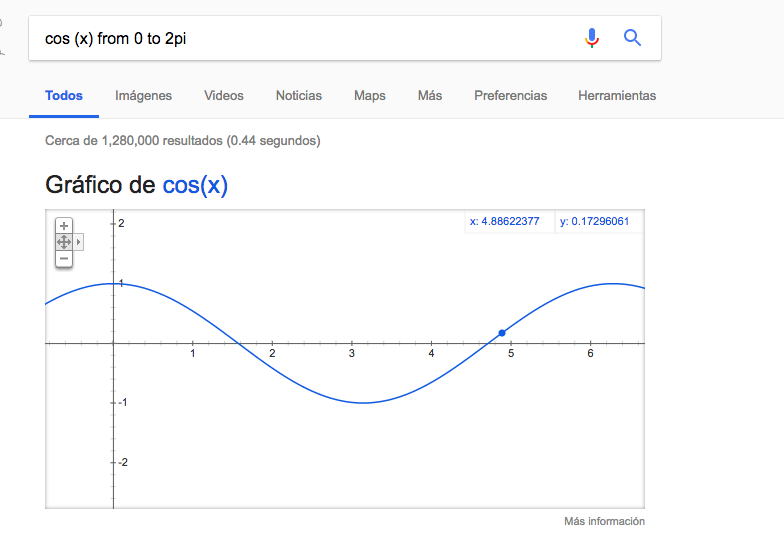 cos (x) from 0 to 2pi
Todos Imágenes Videos Noticias Maps Más Preferencias Herramientas
Cerca de 1,280,000 resultados (0.44 segundos)
Gráfico de cos(x)
x: 4.88622377 y: 0.17296061
2
1
1 2 3 4 5 6
-1
-2
Más información